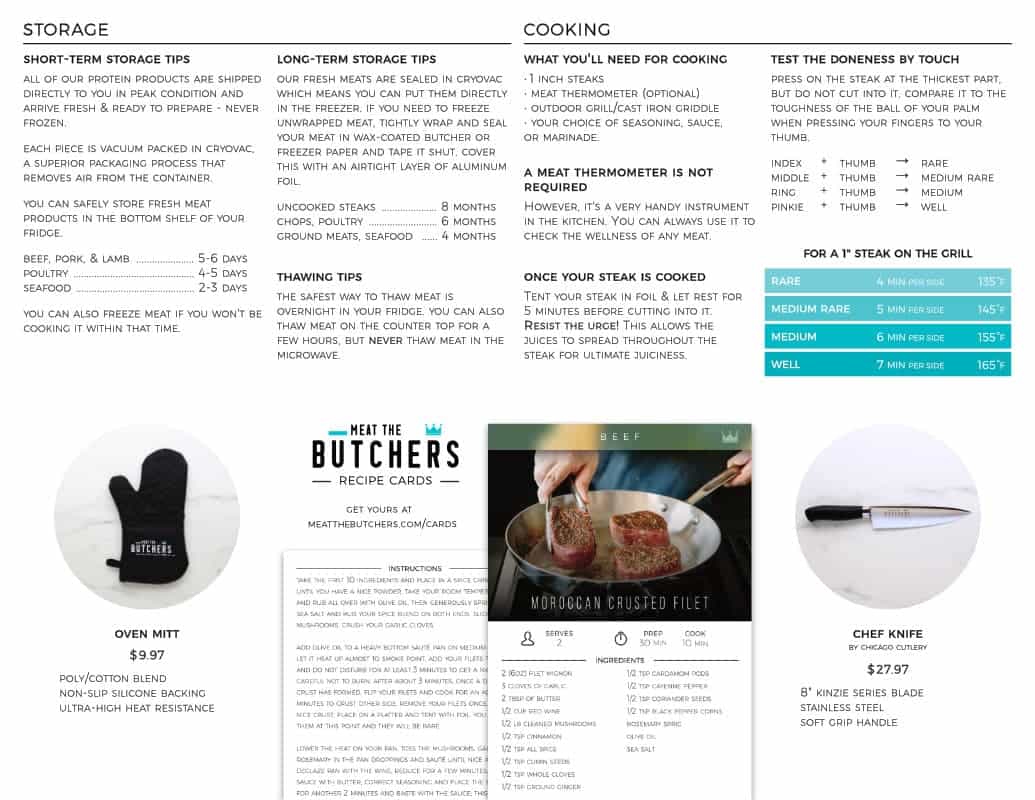 STORAGE
SHORT-TERM STORAGE TIPS
ALL OF OUR PROTEIN PRODUCTS ARE SHIPPED
DIRECTLY TO YOU IN PEAK CONDITION AND
ARRIVE FRESH & READY TO PREPARE - NEVER
FROZEN.
EACH PIECE IS VACUUM PACKED IN CRYOVAC,
A SUPERIOR PACKAGING PROCESS THAT
REMOVES AIR FROM THE CONTAINER.
YOU CAN SAFELY STORE FRESH MEAT
PRODUCTS IN THE BOTTOM SHELF OF YOUR
FRIDGE.
BEEF, PORK, & LAMB ................ 5-6 DAYS
POULTRY .................................. 4-5 DAYS
SEAFOOD ................................. 2-3 DAYS
YOU CAN ALSO FREEZE MEAT IF YOU WON'T BE
COOKING IT WITHIN THAT TIME.
LONG-TERM STORAGE TIPS
OUR FRESH MEATS ARE SEALED IN CRYOVAC
WHICH MEANS YOU CAN PUT THEM DIRECTLY
IN THE FREEZER. IF YOU NEED TO FREEZE
UNWRAPPED MEAT, TIGHTLY WRAP AND SEAL
YOUR MEAT IN WAX-COATED BUTCHER OR
FREEZER PAPER AND TAPE IT SHUT. COVER
THIS WITH AN AIRTIGHT LAYER OF ALUMINUM
FOIL.
UNCOOKED STEAKS ................ 8 MONTHS
CHOPS, POULTRY .................... 6 MONTHS
GROUND MEATS, SEAFOOD ...... 4 MONTHS
THAWING TIPS
THE SAFEST WAY TO THAW MEAT IS
OVERNIGHT IN YOUR FRIDGE. YOU CAN ALSO
THAW MEAT ON THE COUNTER TOP FOR A
FEW HOURS, BUT NEVER THAW MEAT IN THE
MICROWAVE.
COOKING
WHAT YOU'LL NEED FOR COOKING
· 1 INCH STEAKS
· MEAT THERMOMETER (OPTIONAL)
· OUTDOOR GRILL/CAST IRON GRIDDLE
· YOUR CHOICE OF SEASONING, SAUCE,
OR MARINADE.
A MEAT THERMOMETER IS NOT
REQUIRED
HOWEVER, IT'S A VERY HANDY INSTRUMENT
IN THE KITCHEN. YOU CAN ALWAYS USE IT TO
CHECK THE WELLNESS OF ANY MEAT.
ONCE YOUR STEAK IS COOKED
TENT YOUR STEAK IN FOIL & LET REST FOR
5 MINUTES BEFORE CUTTING INTO IT.
RESIST THE URGE! THIS ALLOWS THE
JUICES TO SPREAD THROUGHOUT THE
STEAK FOR ULTIMATE JUICINESS.
TEST THE DONENESS BY TOUCH
PRESS ON THE STEAK AT THE THICKEST PART,
BUT DO NOT CUT INTO IT. COMPARE IT TO THE
TOUGHNESS OF THE BALL OF YOUR PALM
WHEN PRESSING YOUR FINGERS TO YOUR
THUMB.
INDEX + THUMB → RARE
MIDDLE + THUMB → MEDIUM RARE
RING + THUMB → MEDIUM
PINKIE + THUMB → WELL
FOR A 1" STEAK ON THE GRILL
RARE 4 MIN PER SIDE 135°F
MEDIUM RARE 5 MIN PER SIDE 145°F
MEDIUM 6 MIN PER SIDE 155°F
WELL 7 MIN PER SIDE 165°F
MEAT THE BUTCHERS
OVEN MITT
$9.97
POLY/COTTON BLEND
NON-SLIP SILICONE BACKING
ULTRA-HIGH HEAT RESISTANCE
MEAT THE
BUTCHERS
RECIPE CARDS
GET YOURS AT
MEATTHEBUTCHERS.COM/CARDS
INSTRUCTIONS
TAKE THE FIRST 10 INGREDIENTS AND PLACE IN A SPICE
UNTIL YOU HAVE A NICE POWDER. TAKE YOUR ROOM
AND RUB ALL OVER WITH OLIVE OIL, THEN GENEROUSLY
SEA SALT AND RUB YOUR SPICE BLEND ON BOTH ENDS.
MUSHROOMS. CRUSH YOUR GARLIC CLOVES.
ADD OLIVE OIL TO A HEAVY BOTTOM SAUTÉ PAN ON MEDIUM
LET IT HEAT UP ALMOST TO SMOKE POINT. ADD YOUR FILETS
AND DO NOT DISTURB FOR AT LEAST 3 MINUTES TO GET A
CAREFUL NOT TO BURN. AFTER ABOUT 3 MINUTES, ONCE A
CRUST HAS FORMED, FLIP YOUR FILETS AND COOK FOR AN
MINUTES TO CRUST OTHER SIDE. REMOVE YOUR FILETS ONCE
NICE CRUST, PLACE ON A PLATTER AND TENT WITH FOIL. YOU
THEM AT THIS POINT AND THEY WILL BE RARE.
LOWER THE HEAT ON YOUR PAN, TOSS THE MUSHROOMS,
ROSEMARY IN THE PAN DROPPINGS AND SAUTÉ UNTIL NICE
DEGLAZE PAN WITH THE WINE, REDUCE FOR A FEW MINUTES
SAUCE WITH BUTTER, CORRECT SEASONING AND PLACE THE
FOR ANOTHER 2 MINUTES AND BASTE WITH THE SAUCE; THIS
BEEF
MOROCCAN CRUSTED FILET
SERVES
2
PREP
30 MIN
COOK
10 MIN
INGREDIENTS
2 (6OZ) FILET MIGNON
3 CLOVES OF GARLIC
2 TBSP OF BUTTER
1/2 CUP RED WINE
1/2 LB CLEANED MUSHROOMS
1/2 TSP CINNAMON
1/2 TSP ALL SPICE
1/2 TSP CUMIN SEEDS
1/2 TSP WHOLE CLOVES
1/2 TSP GROUND GINGER
1/2 TSP CARDAMOM PODS
1/2 TSP CAYENNE PEPPER
1/2 TSP CORIANDER SEEDS
1/2 TSP BLACK PEPPER CORNS
ROSEMARY SPRIG
OLIVE OIL
SEA SALT
CHEF KNIFE
BY CHICAGO CUTLERY
$27.97
8" KINZIE SERIES BLADE
STAINLESS STEEL
SOFT GRIP HANDLE